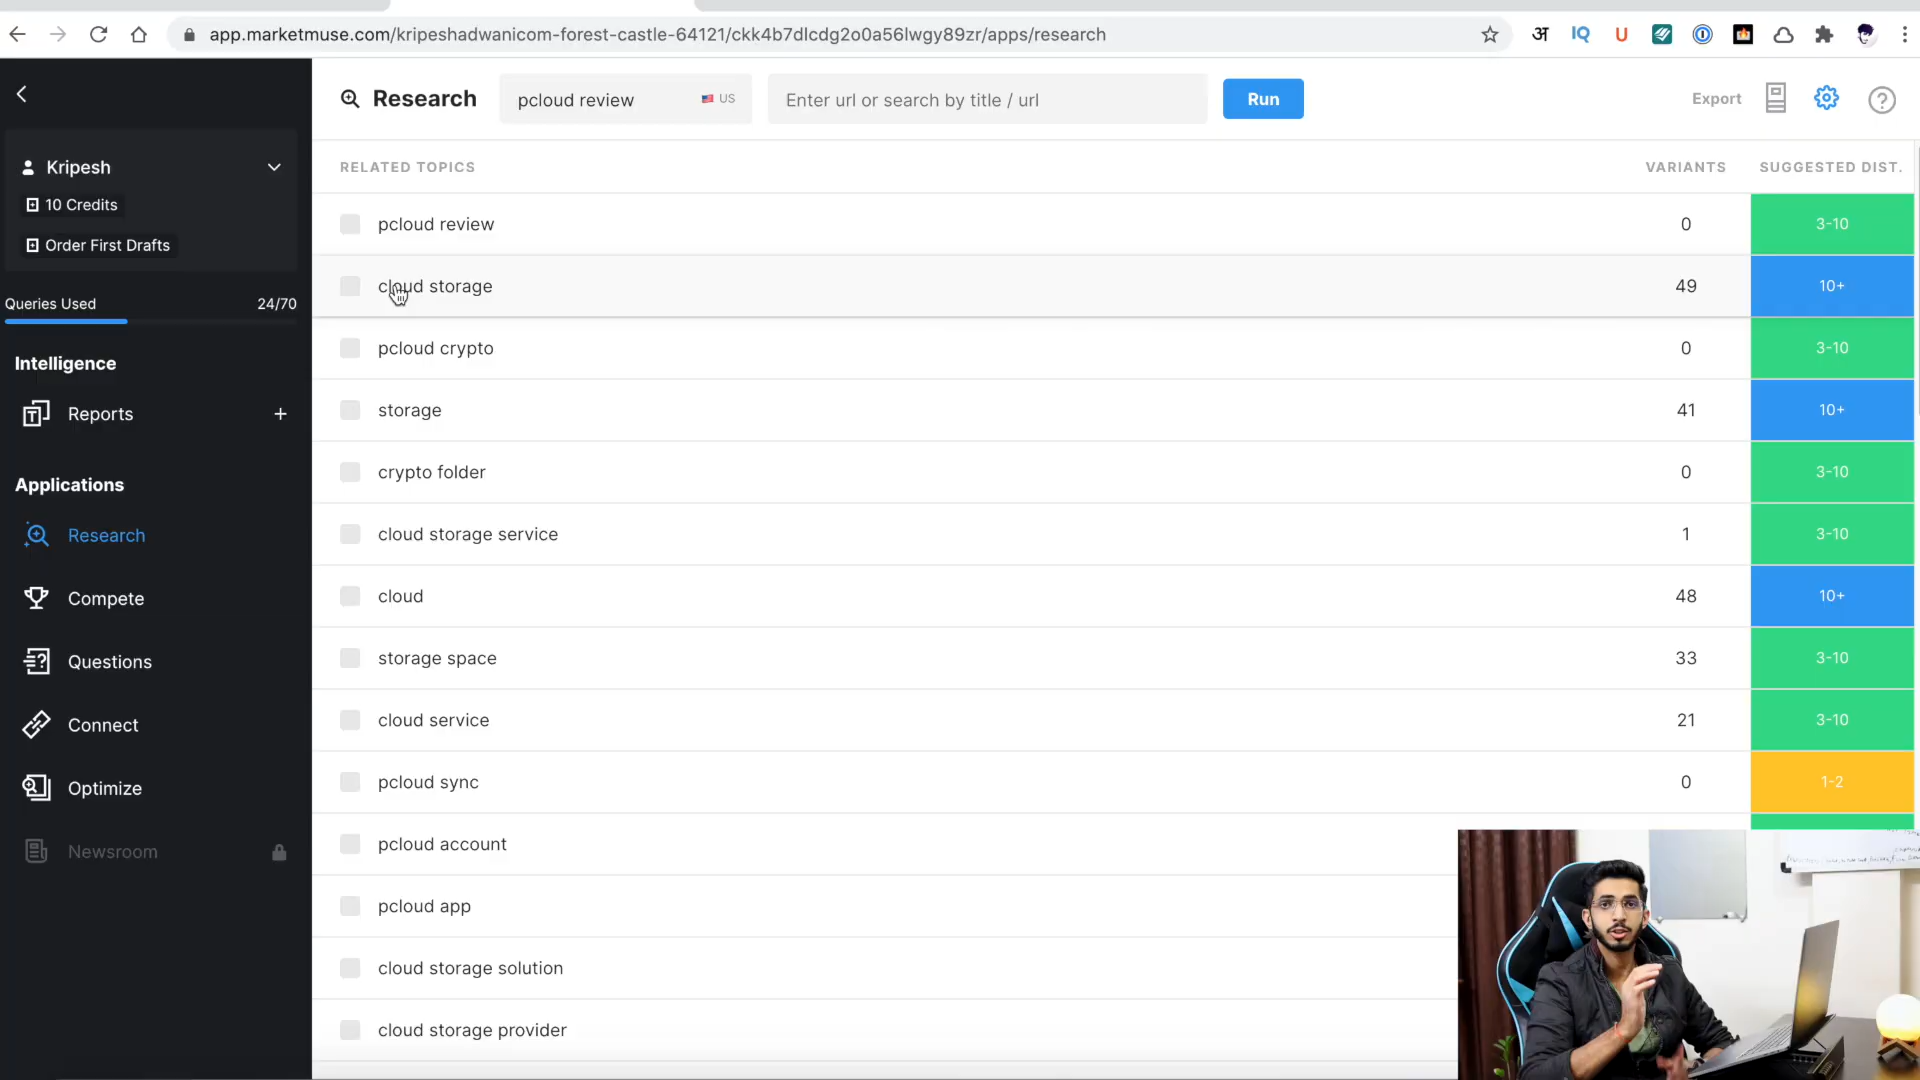 app.marketmuse.com/kripeshadwanicom-forest-castle-64121/ckk4b7dlcdg2o0a56lwgy89zr/apps/research
अ IQ U
Research pcloud review US Enter url or search by title / url Run Export
Kripesh
10 Credits
Order First Drafts
Queries Used 24/70
Intelligence
Reports +
Applications
Research
Compete
Questions
Connect
Optimize
Newsroom
RELATED TOPICS VARIANTS SUGGESTED DIST.
pcloud review 0 3-10
cloud storage 49 10+
pcloud crypto 0 3-10
storage 41 10+
crypto folder 0 3-10
cloud storage service 1 3-10
cloud 48 10+
storage space 33 3-10
cloud service 21 3-10
pcloud sync 0 1-2
pcloud account
pcloud app
cloud storage solution
cloud storage provider